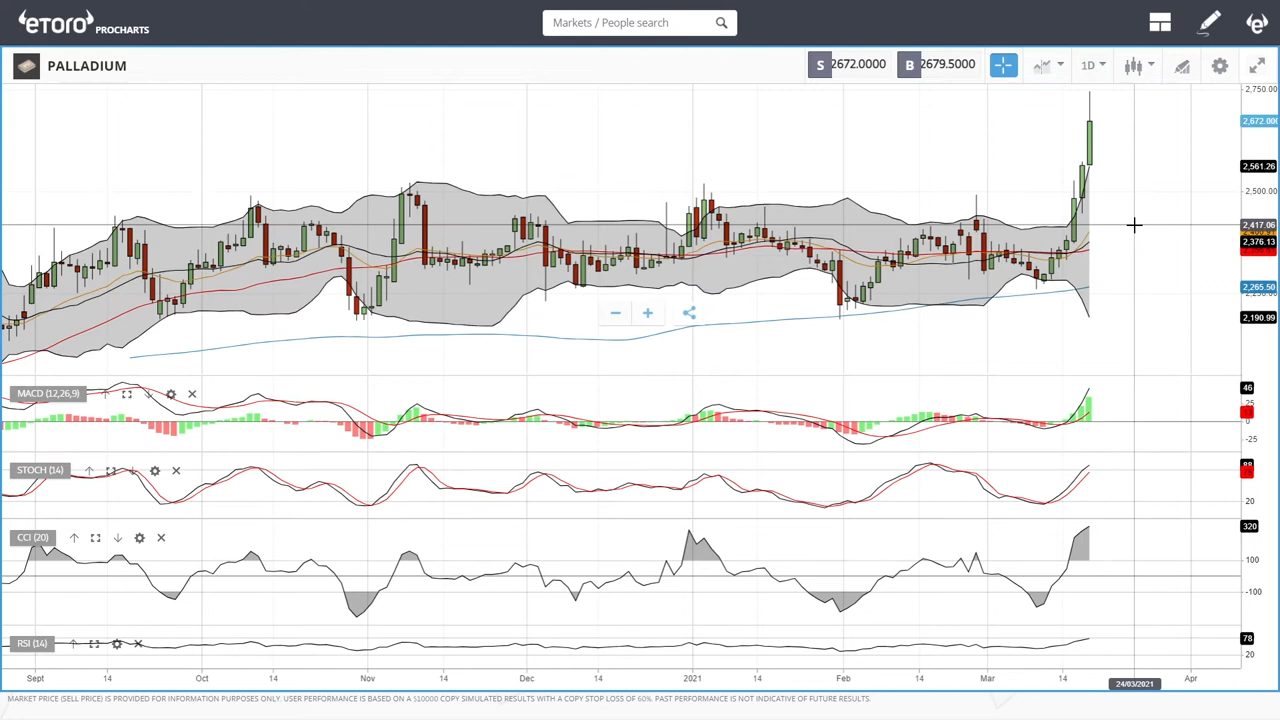 eTORO PROCHARTS
Markets / People search
PALLADIUM
S 2672.0000 B 2679.5000
1D
2,750.00
2,672.000
2,561.26
2,500.00
2,417.06
2,376.13
2,265.50
2,190.99
MACD (12,26,9)
46
25
13
0
-25
STOCH (14)
88
20
CCI (20)
320
100
-100
RSI (14)
78
20
Sept 14 Oct 14 Nov 14 Dec 14 2021 14 Feb 14 Mar 14 Apr
24/03/2021
MARKET PRICE (SELL PRICE) IS PROVIDED FOR INFORMATION PURPOSES ONLY. USER PERFORMANCE IS BASED ON A $10000 COPY SIMULATED RESULTS WITH A COPY STOP LOSS OF 60%. PAST PERFORMANCE IS NOT INDICATIVE OF FUTURE RESULTS.